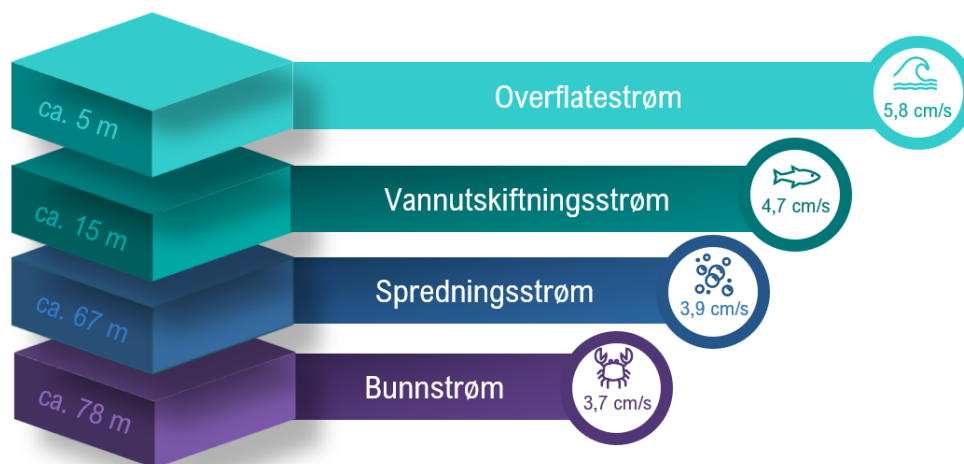 ca. 5 m
Overflatestrøm
5,8 cm/s
ca. 15 m
Vannutskiftningsstrøm
4,7 cm/s
ca. 67 m
Spredningsstrøm
3,9 cm/s
ca. 78 m
Bunnstrøm
3,7 cm/s